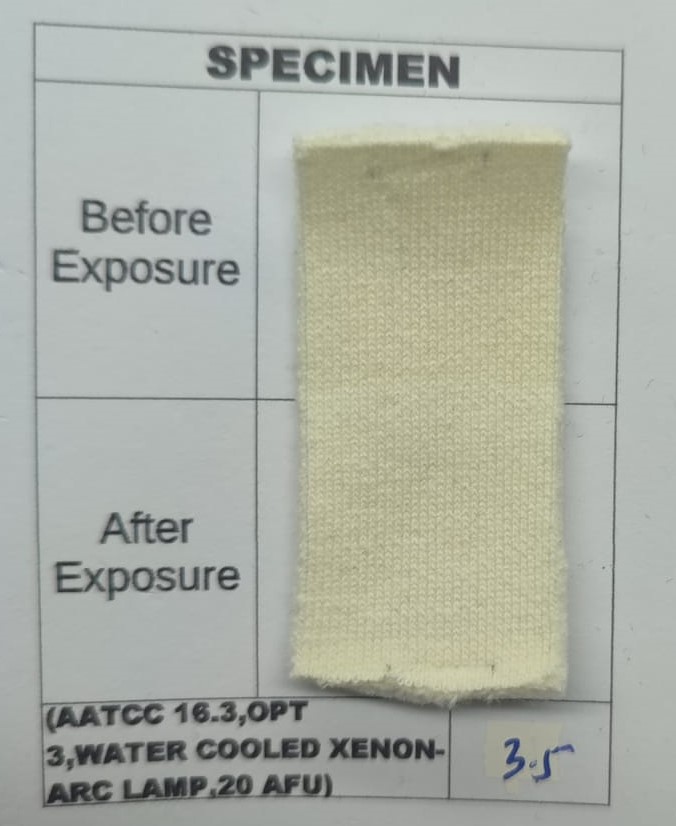 SPECIMEN
Before
Exposure
After
Exposure
(AATCC 16.3,OPT
3,WATER COOLED XENON-
ARC LAMP,20 AFU)
3.5